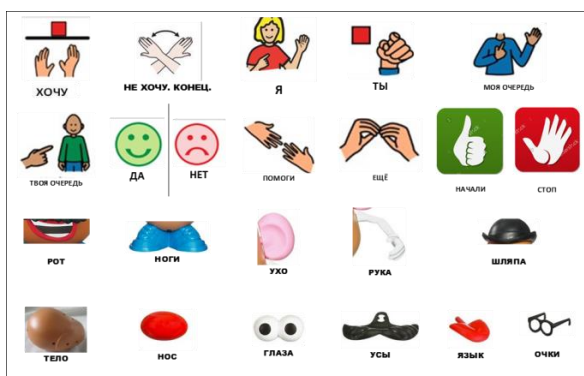 ХОЧУ
НЕ ХОЧУ. КОНЕЦ.
Я
ТЫ
МОЯ ОЧЕРЕДЬ
ТВОЯ ОЧЕРЕДЬ
ДА
НЕТ
ПОМОГИ
ЕЩЁ
НАЧАЛИ
СТОП
РОТ
НОГИ
УХО
РУКА
ШЛЯПА
ТЕЛО
НОС
ГЛАЗА
УСЫ
ЯЗЫК
ОЧКИ